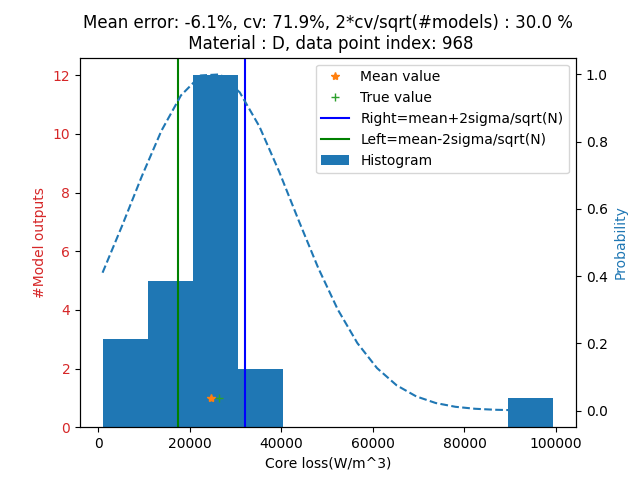 Mean error: -6.1%, cv: 71.9%, 2*cv/sqrt(#models) : 30.0 %
Material : D, data point index: 968
Mean value
True value
Right=mean+2sigma/sqrt(N)
Left=mean-2sigma/sqrt(N)
Histogram
12
10
8
6
4
2
0
#Model outputs
1.0
0.8
0.6
0.4
0.2
0.0
Probability
0 20000 40000 60000 80000 100000
Core loss(W/m^3)